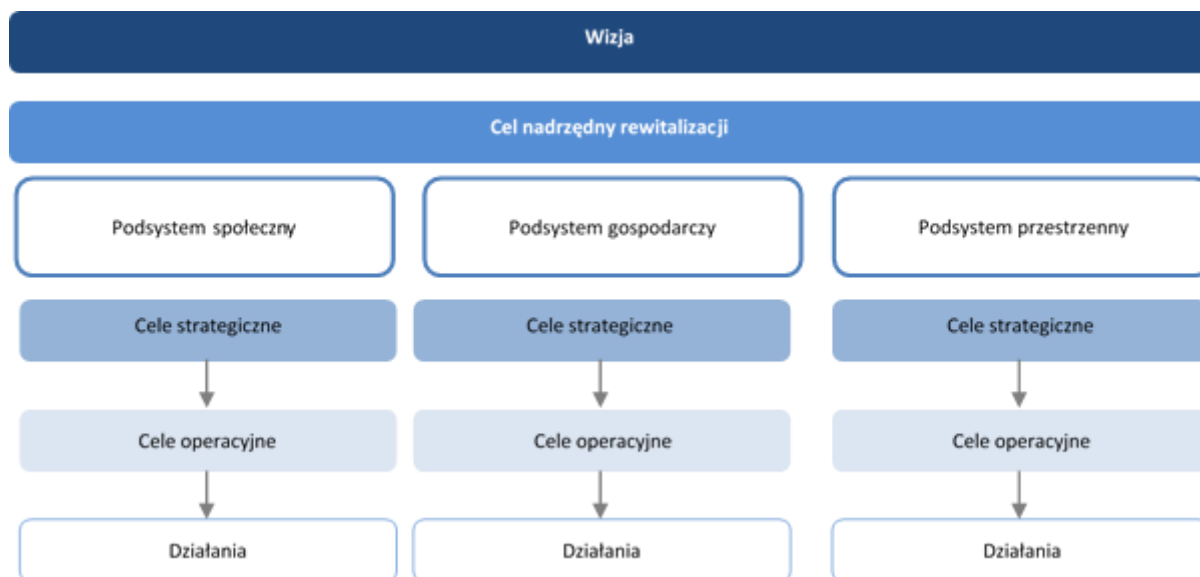 Wizja
Cel nadrzędny rewitalizacji
Podsystem społeczny
Podsystem gospodarczy
Podsystem przestrzenny
Cele strategiczne
Cele strategiczne
Cele strategiczne
Cele operacyjne
Cele operacyjne
Cele operacyjne
Działania
Działania
Działania